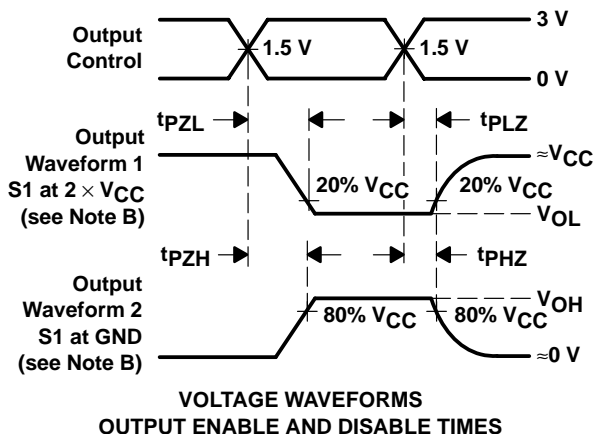 Output
Control
1.5 V
1.5 V
3 V
0 V
tPZL
tPLZ
Output
Waveform 1
S1 at 2 × VCC
(see Note B)
20% VCC
20% VCC
≈VCC
VOL
tPZH
tPHZ
Output
Waveform 2
S1 at GND
(see Note B)
80% VCC
80% VCC
VOH
≈0 V
VOLTAGE WAVEFORMS
OUTPUT ENABLE AND DISABLE TIMES